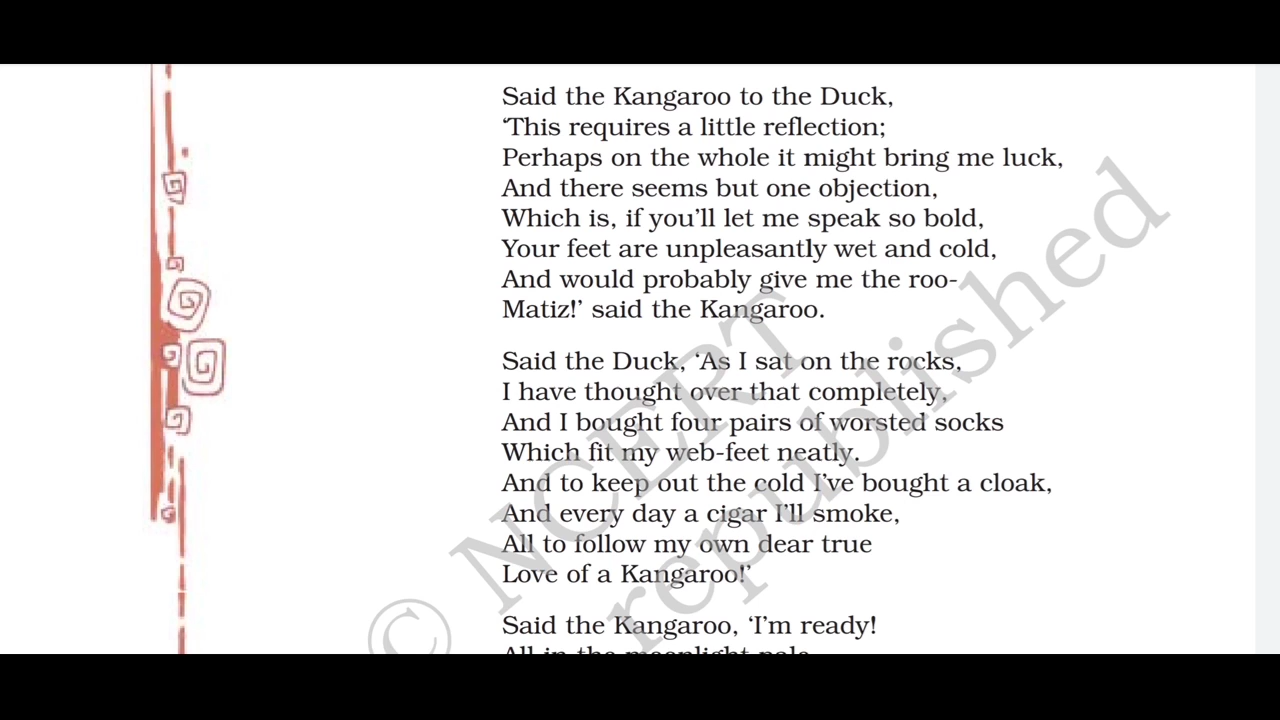 Said the Kangaroo to the Duck,
‘This requires a little reflection;
Perhaps on the whole it might bring me luck,
And there seems but one objection,
Which is, if you’ll let me speak so bold,
Your feet are unpleasantly wet and cold,
And would probably give me the roo-
Matiz!’ said the Kangaroo.
Said the Duck, ‘As I sat on the rocks,
I have thought over that completely,
And I bought four pairs of worsted socks
Which fit my web-feet neatly.
And to keep out the cold I’ve bought a cloak,
And every day a cigar I’ll smoke,
All to follow my own dear true
Love of a Kangaroo!’
Said the Kangaroo, ‘I’m ready!
All in the moonlight pale
© NCERT
republished